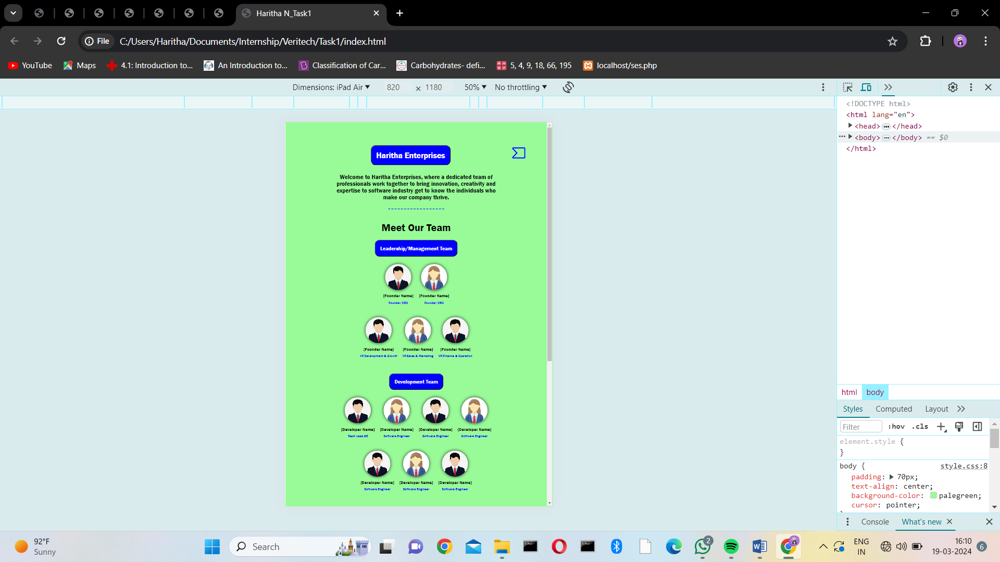 Haritha N_Task1
File C:/Users/Haritha/Documents/Internship/Veritech/Task1/index.html
YouTube Maps 4.1: Introduction to... An Introduction to... Classification of Car... Carbohydrates- defi... 5, 4, 9, 18, 66, 195 localhost/ses.php
Dimensions: iPad Air 820 × 1180 50% No throttling
<!DOCTYPE html>
<html lang="en">
<head> ... </head>
<body> ... </body> == $0
</html>
Haritha Enterprises
Welcome to Haritha Enterprises, where a dedicated team of
professionals work together to bring innovation, creativity and
expertise to software industry get to know the individuals who
make our company thrive.
------------------
Meet Our Team
Leadership/Management Team
[Founder Name] [Founder Name]
Founder/CEO Founder/CEO
[Founder Name] [Founder Name] [Founder Name]
VP,Development & Growth VP,Sales & Marketing VP,Finance & Operation
Development Team
[Developer Name] [Developer Name] [Developer Name] [Developer Name]
Team Lead,SE Software Engineer Software Engineer Software Engineer
[Developer Name] [Developer Name] [Developer Name]
Software Engineer Software Engineer Software Engineer
html body
Styles Computed Layout
Filter :hov .cls
element.style {
}
body { style.css:8
padding: 70px;
text-align: center;
background-color: palegreen;
cursor: pointer;
Console What's new
92°F
Sunny
Search
2
ENG
IN
16:10
19-03-2024
6